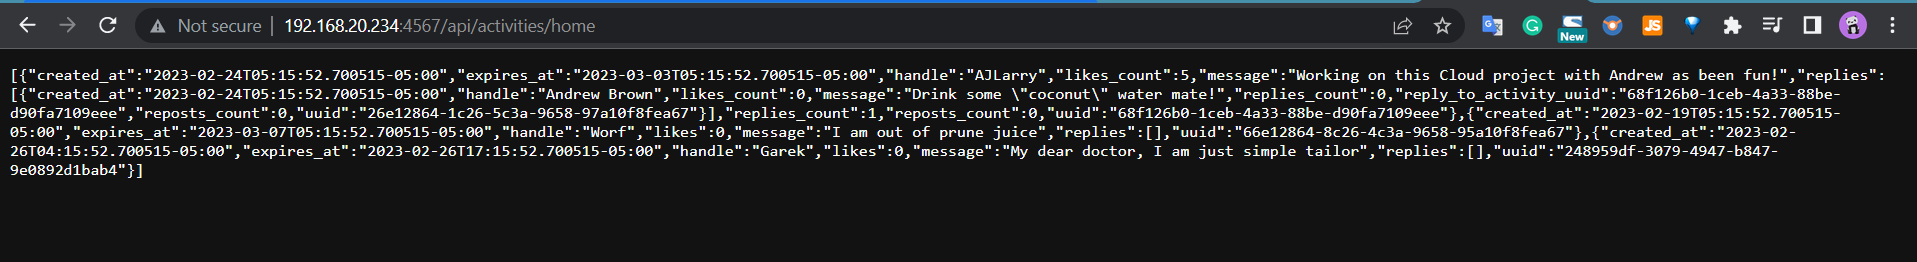 Not secure 192.168.20.234:4567/api/activities/home
New
JS
[{"created_at":"2023-02-24T05:15:52.700515-05:00","expires_at":"2023-03-03T05:15:52.700515-05:00","handle":"AJLarry","likes_count":5,"message":"Working on this Cloud project with Andrew as been fun!","replies":
[{"created_at":"2023-02-24T05:15:52.700515-05:00","handle":"Andrew Brown","likes_count":0,"message":"Drink some \"coconut\" water mate!","replies_count":0,"reply_to_activity_uuid":"68f126b0-1ceb-4a33-88be-
d90fa7109eee","reposts_count":0,"uuid":"26e12864-1c26-5c3a-9658-97a10f8fea67"}],"replies_count":1,"reposts_count":0,"uuid":"68f126b0-1ceb-4a33-88be-d90fa7109eee"},{"created_at":"2023-02-19T05:15:52.700515-
05:00","expires_at":"2023-03-07T05:15:52.700515-05:00","handle":"Worf","likes":0,"message":"I am out of prune juice","replies":[],"uuid":"66e12864-8c26-4c3a-9658-95a10f8fea67"},{"created_at":"2023-02-
26T04:15:52.700515-05:00","expires_at":"2023-02-26T17:15:52.700515-05:00","handle":"Garek","likes":0,"message":"My dear doctor, I am just simple tailor","replies":[],"uuid":"248959df-3079-4947-b847-
9e0892d1bab4"}]